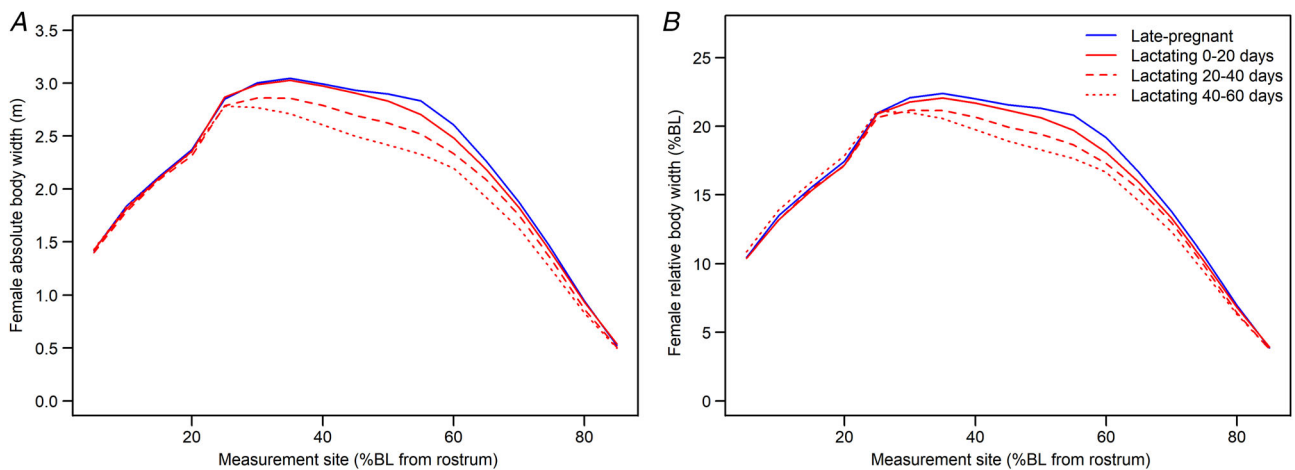 A
3.5
3.0
2.5
2.0
1.5
1.0
0.5
0.0
Female absolute body width (m)
20
40
60
80
Measurement site (%BL from rostrum)
B
25
20
15
10
5
0
Female relative body width (%BL)
20
40
60
80
Measurement site (%BL from rostrum)
Late-pregnant
Lactating 0-20 days
Lactating 20-40 days
Lactating 40-60 days